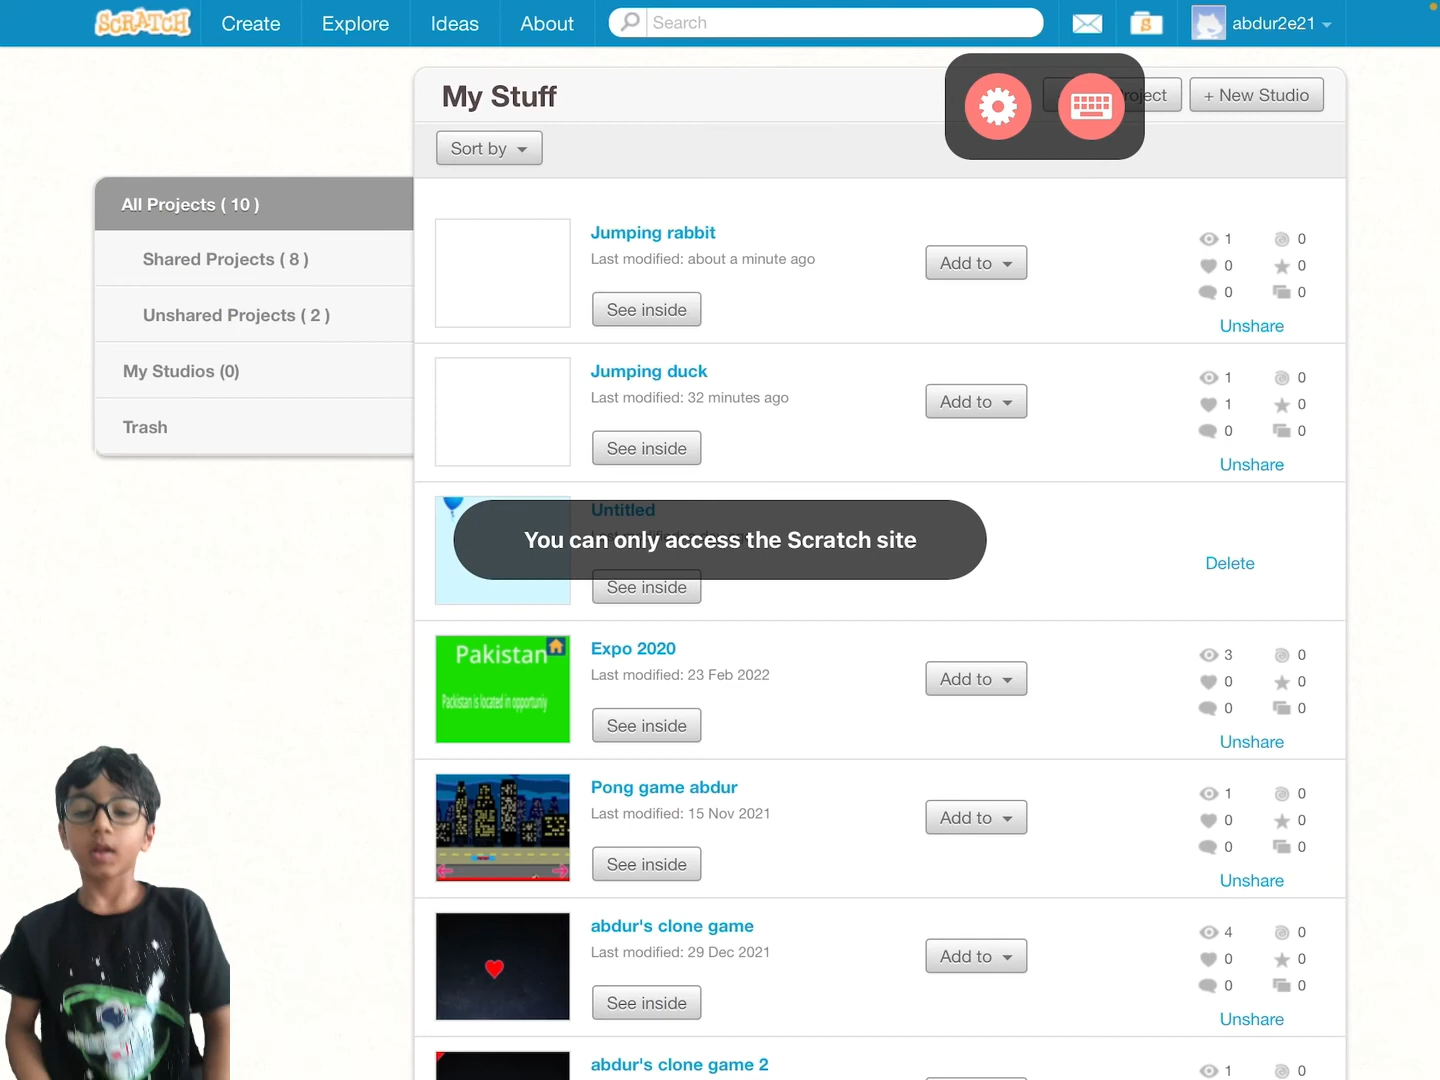 SCRATCH Create Explore Ideas About Search S abdur2e21
My Stuff
roject + New Studio
Sort by
All Projects ( 10 )
Shared Projects ( 8 )
Unshared Projects ( 2 )
My Studios (0)
Trash
Jumping rabbit
Last modified: about a minute ago
Add to
See inside
1 0
0 0
0 0
Unshare
Jumping duck
Last modified: 32 minutes ago
Add to
See inside
1 0
1 0
0 0
Unshare
Untitled
You can only access the Scratch site
See inside
Delete
Pakistan
Packistan is located in opportuniy
Expo 2020
Last modified: 23 Feb 2022
Add to
See inside
3 0
0 0
0 0
Unshare
Pong game abdur
Last modified: 15 Nov 2021
Add to
See inside
1 0
0 0
0 0
Unshare
abdur's clone game
Last modified: 29 Dec 2021
Add to
See inside
4 0
0 0
0 0
Unshare
abdur's clone game 2
1 0